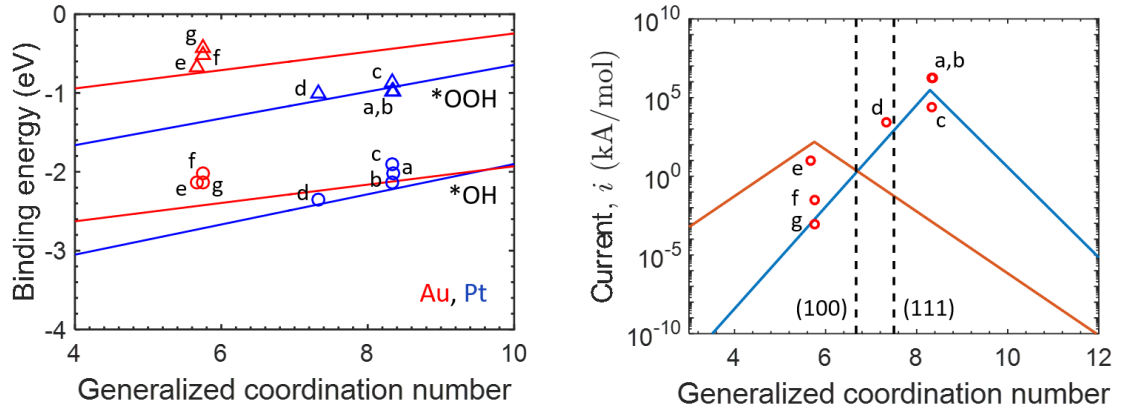 0
-1
-2
-3
-4
Binding energy (eV)
4
6
8
10
Generalized coordination number
g
e
f
d
c
a,b
*OOH
f
e
g
c
a
b
d
*OH
Au, Pt
10^10
10^5
10^0
10^-5
10^-10
Current, i (kA/mol)
4
6
8
10
12
Generalized coordination number
a,b
d
c
e
f
g
(100)
(111)